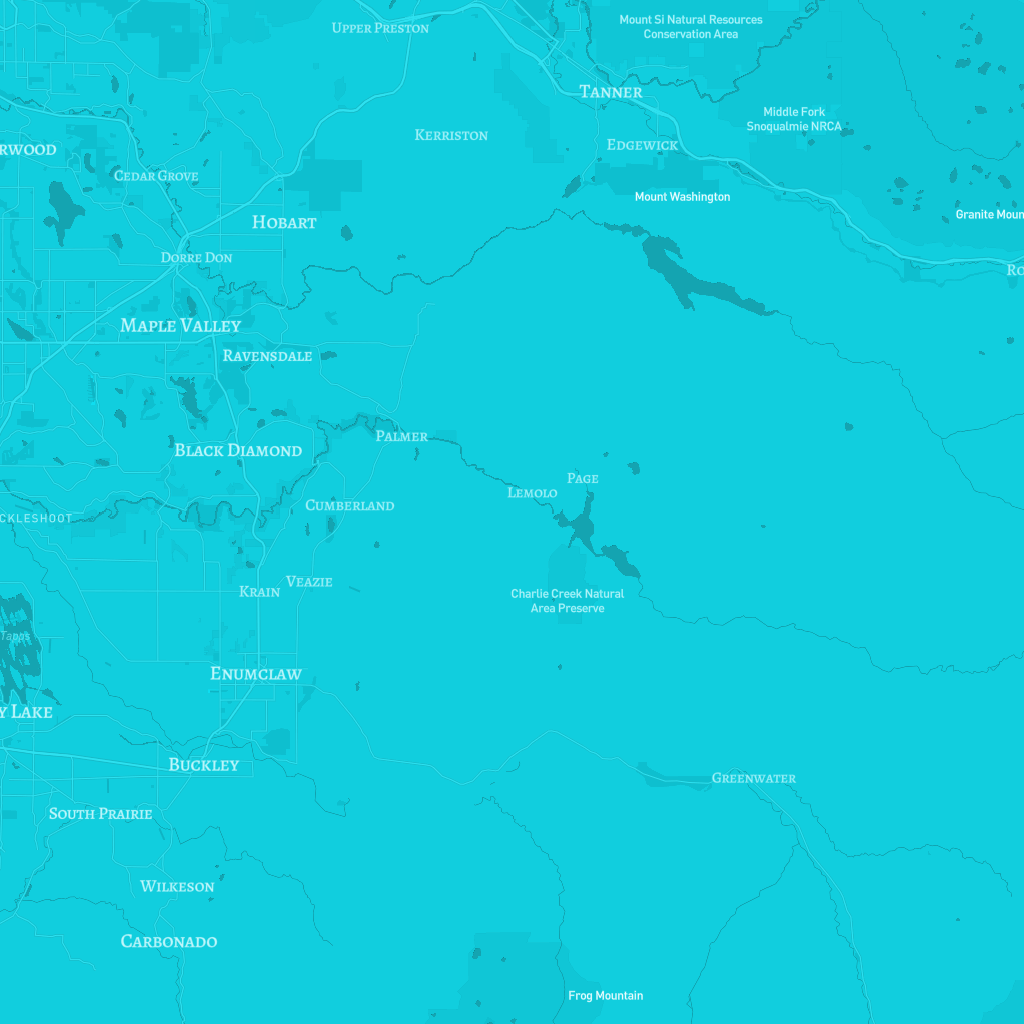 Mount Si Natural Resources
Conservation Area
Upper Preston
Tanner
Middle Fork
Snoqualmie NRCA
Kerriston
Edgewick
RWOOD
Cedar Grove
Mount Washington
Granite Moun
Hobart
Dorre Don
Ro
Maple Valley
Ravensdale
Palmer
Black Diamond
Page
Lemolo
Cumberland
CKLESHOOT
Veazie
Krain
Charlie Creek Natural
Area Preserve
Tapps
Enumclaw
Y LAKE
Buckley
Greenwater
South Prairie
Wilkeson
Carbonado
Frog Mountain